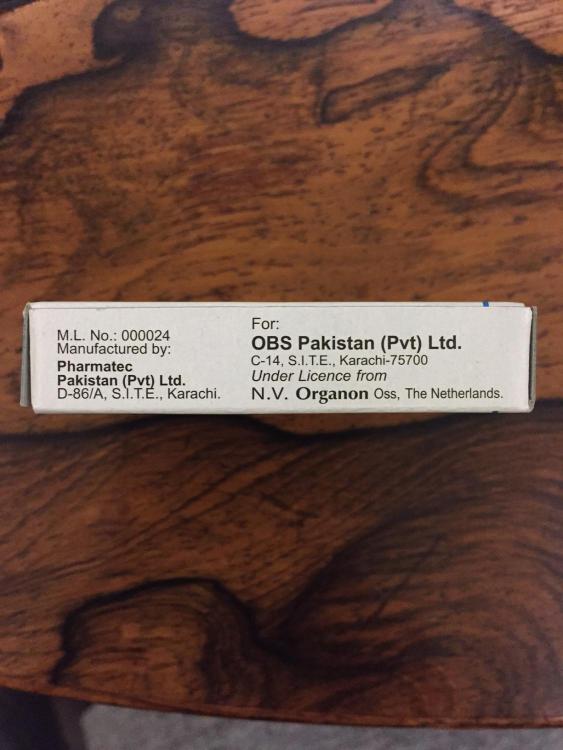 M.L. No.: 000024
Manufactured by:
Pharmatec
Pakistan (Pvt) Ltd.
D-86/A, S.I.T.E., Karachi.
For:
OBS Pakistan (Pvt) Ltd.
C-14, S.I.T.E., Karachi-75700
Under Licence from
N.V. Organon Oss, The Netherlands.